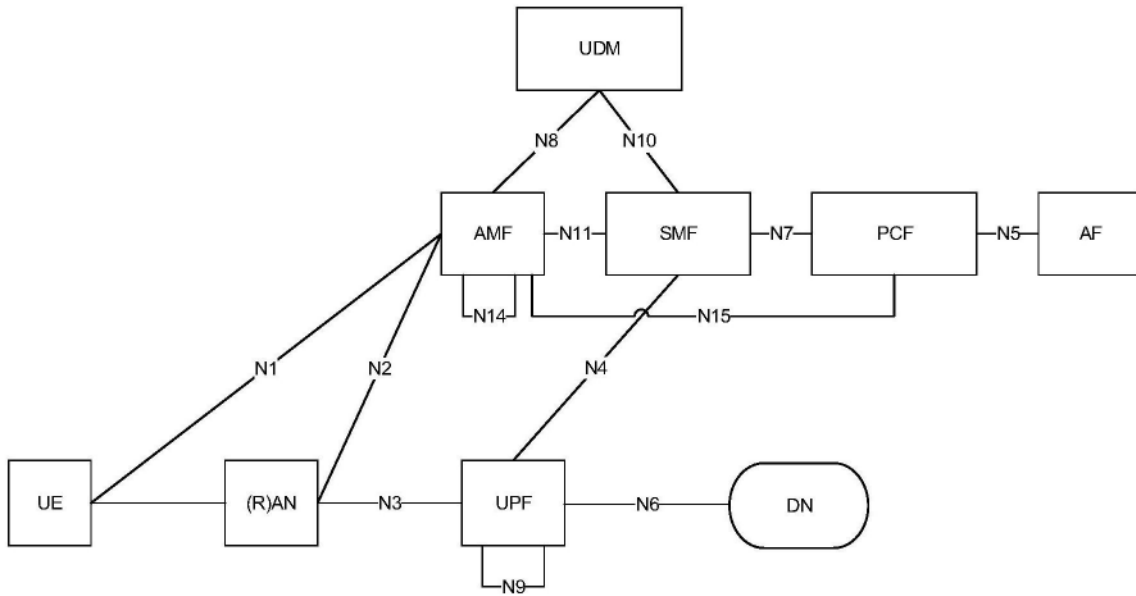 UDM
N8
N10
AMF
N11
SMF
N7
PCF
N5
AF
N14
N15
N1
N2
N4
UE
(R)AN
N3
UPF
N6
DN
N9